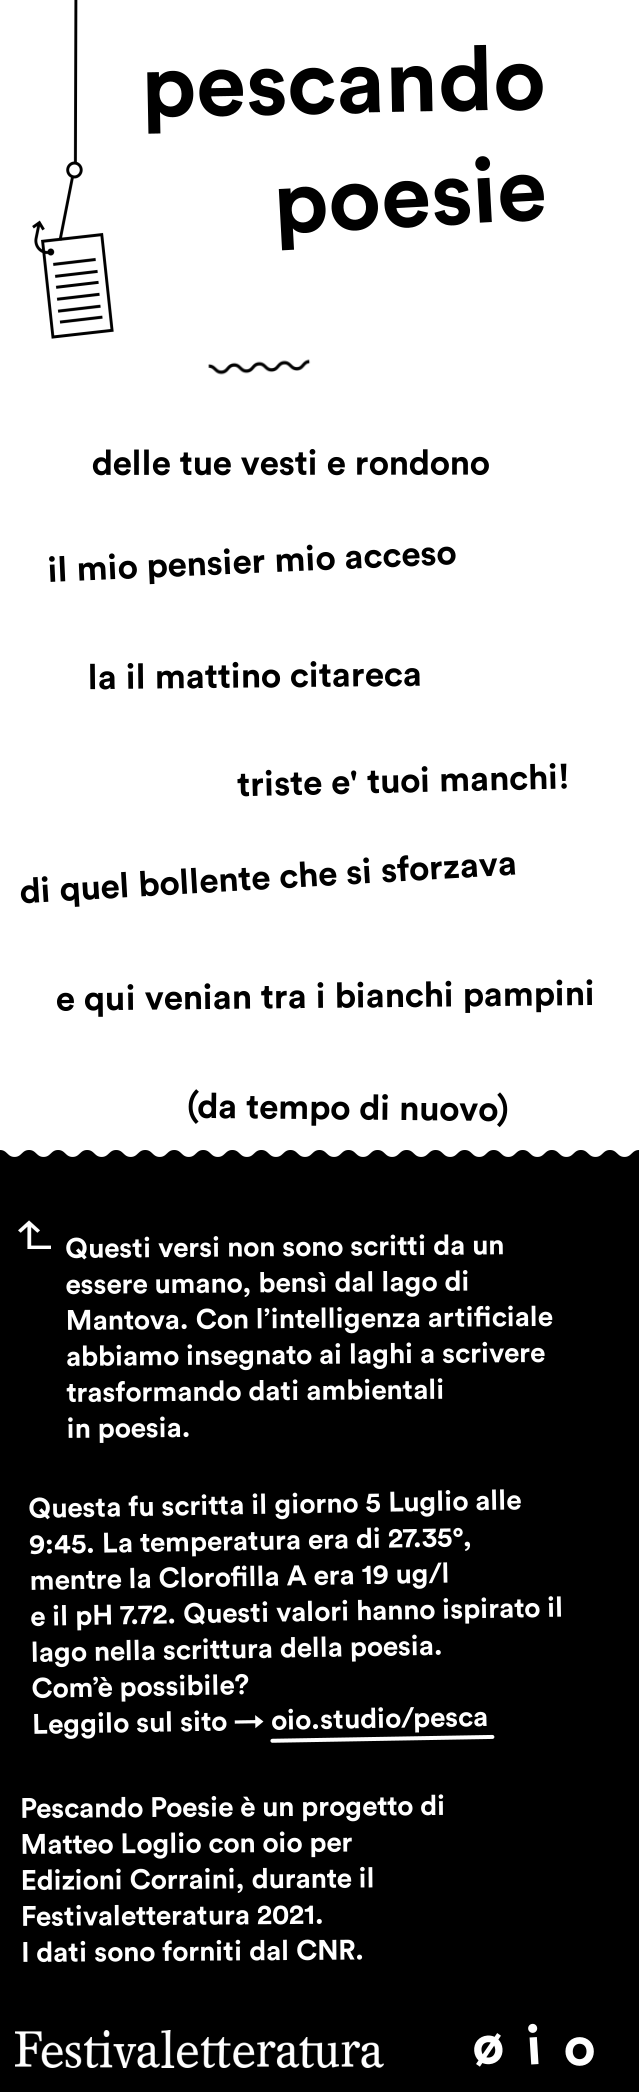 pescando
poesie
delle tue vesti e rondono
il mio pensier mio acceso
la il mattino citareca
triste e' tuoi manchi!
di quel bollente che si sforzava
e qui venian tra i bianchi pampini
(da tempo di nuovo)
Questi versi non sono scritti da un
essere umano, bensì dal lago di
Mantova. Con l’intelligenza artificiale
abbiamo insegnato ai laghi a scrivere
trasformando dati ambientali
in poesia.
Questa fu scritta il giorno 5 Luglio alle
9:45. La temperatura era di 27.35°,
mentre la Clorofilla A era 19 ug/l
e il pH 7.72. Questi valori hanno ispirato il
lago nella scrittura della poesia.
Com’è possibile?
Leggilo sul sito → oio.studio/pesca
Pescando Poesie è un progetto di
Matteo Loglio con oio per
Edizioni Corraini, durante il
Festivaletteratura 2021.
I dati sono forniti dal CNR.
Festivaletteratura ø i o